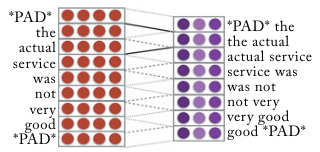 *PAD*
the
actual
service
was
not
very
good
*PAD*
*PAD* the
the actual
actual service
service was
was not
not very
very good
good *PAD*